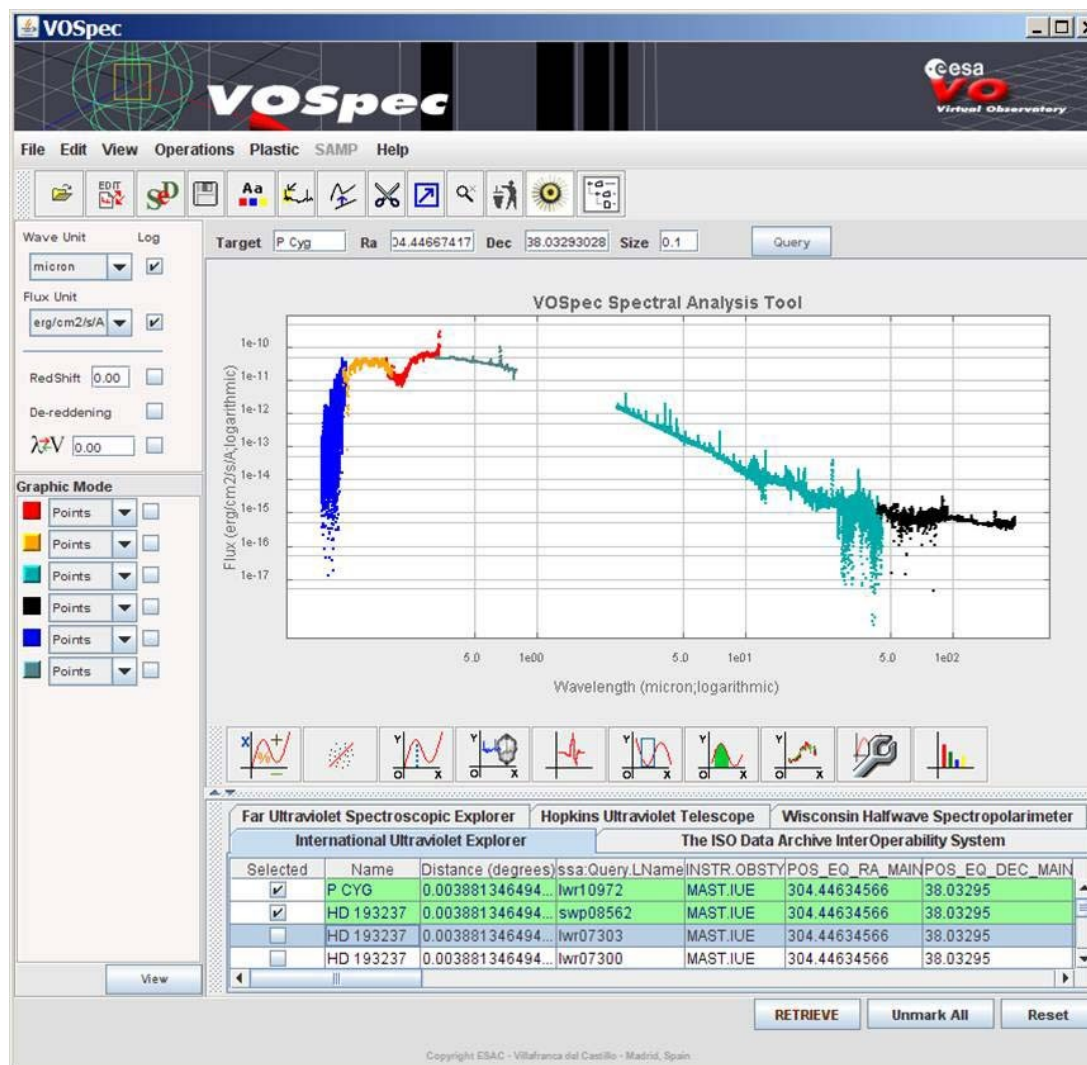 VOSpec
esa
VO
Virtual Observatory
VOSpec
File Edit View Operations Plastic SAMP Help
EDIT SeD Aa
Wave Unit Log
micron
Flux Unit
erg/cm2/s/A
RedShift 0.00
De-reddening
λ⇄V 0.00
Graphic Mode
Points
Points
Points
Points
Points
Points
View
Target P Cyg Ra 04.44667417 Dec 38.03293028 Size 0.1 Query
VOSpec Spectral Analysis Tool
Flux (erg/cm2/s/A;logarithmic)
1e-10
1e-11
1e-12
1e-13
1e-14
1e-15
1e-16
1e-17
5.0 1e00 5.0 1e01 5.0 1e02
Wavelength (micron;logarithmic)
Far Ultraviolet Spectroscopic Explorer Hopkins Ultraviolet Telescope Wisconsin Halfwave Spectropolarimeter
International Ultraviolet Explorer The ISO Data Archive InterOperability System
Selected Name Distance (degrees) ssa:Query.LName INSTR.OBSTY POS_EQ_RA_MAIN POS_EQ_DEC_MAIN
P CYG 0.003881346494... lwr10972 MAST.IUE 304.44634566 38.03295
HD 193237 0.003881346494... swp08562 MAST.IUE 304.44634566 38.03295
HD 193237 0.003881346494... lwr07303 MAST.IUE 304.44634566 38.03295
HD 193237 0.003881346494... lwr07300 MAST.IUE 304.44634566 38.03295
RETRIEVE Unmark All Reset
Copyright ESAC - Villafranca del Castillo - Madrid, Spain